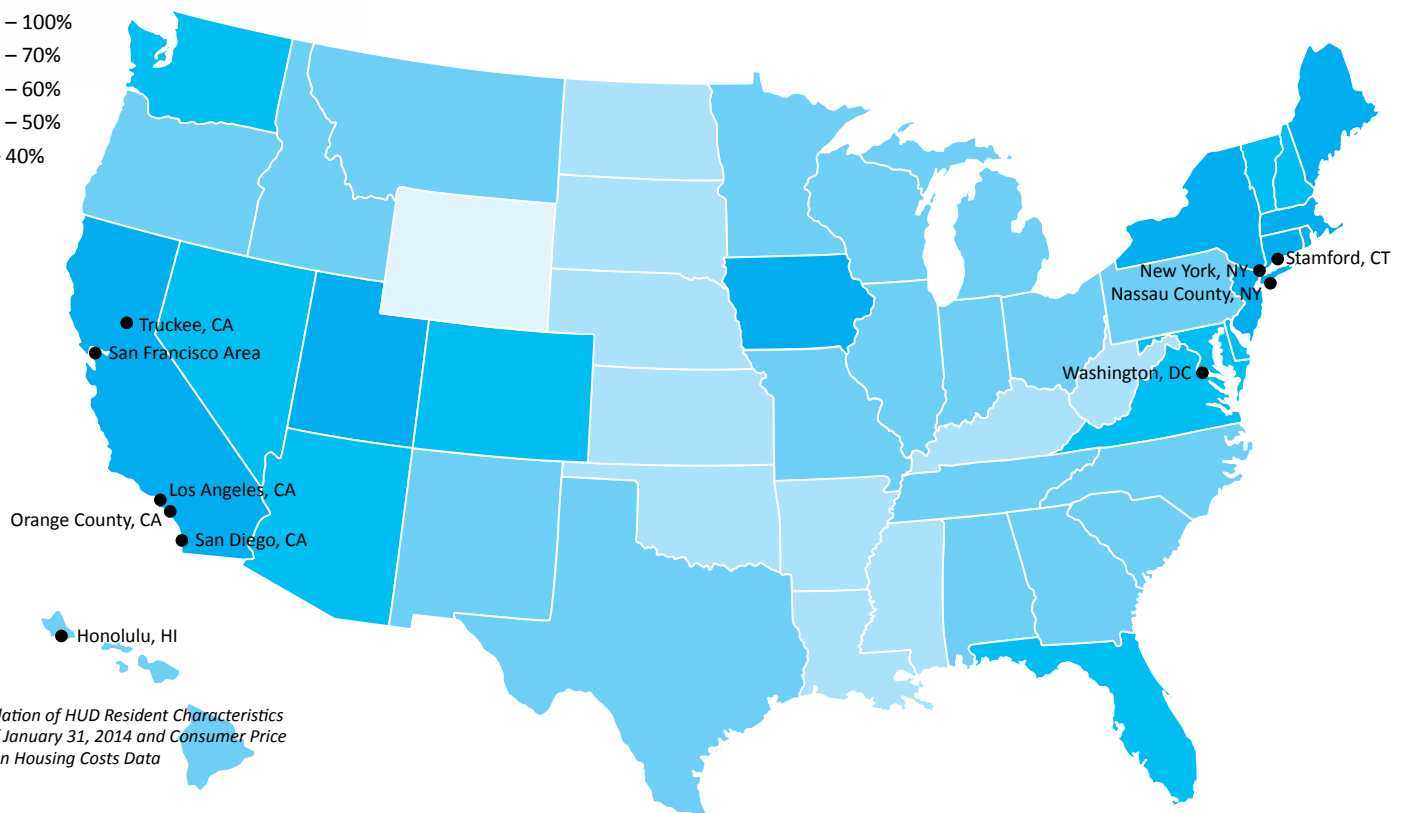 – 100%
– 70%
– 60%
– 50%
- 40%
Stamford, CT
New York, NY
Nassau County, NY
Truckee, CA
San Francisco Area
Washington, DC
Los Angeles, CA
Orange County, CA
San Diego, CA
Honolulu, HI
lation of HUD Resident Characteristics
January 31, 2014 and Consumer Price
n Housing Costs Data